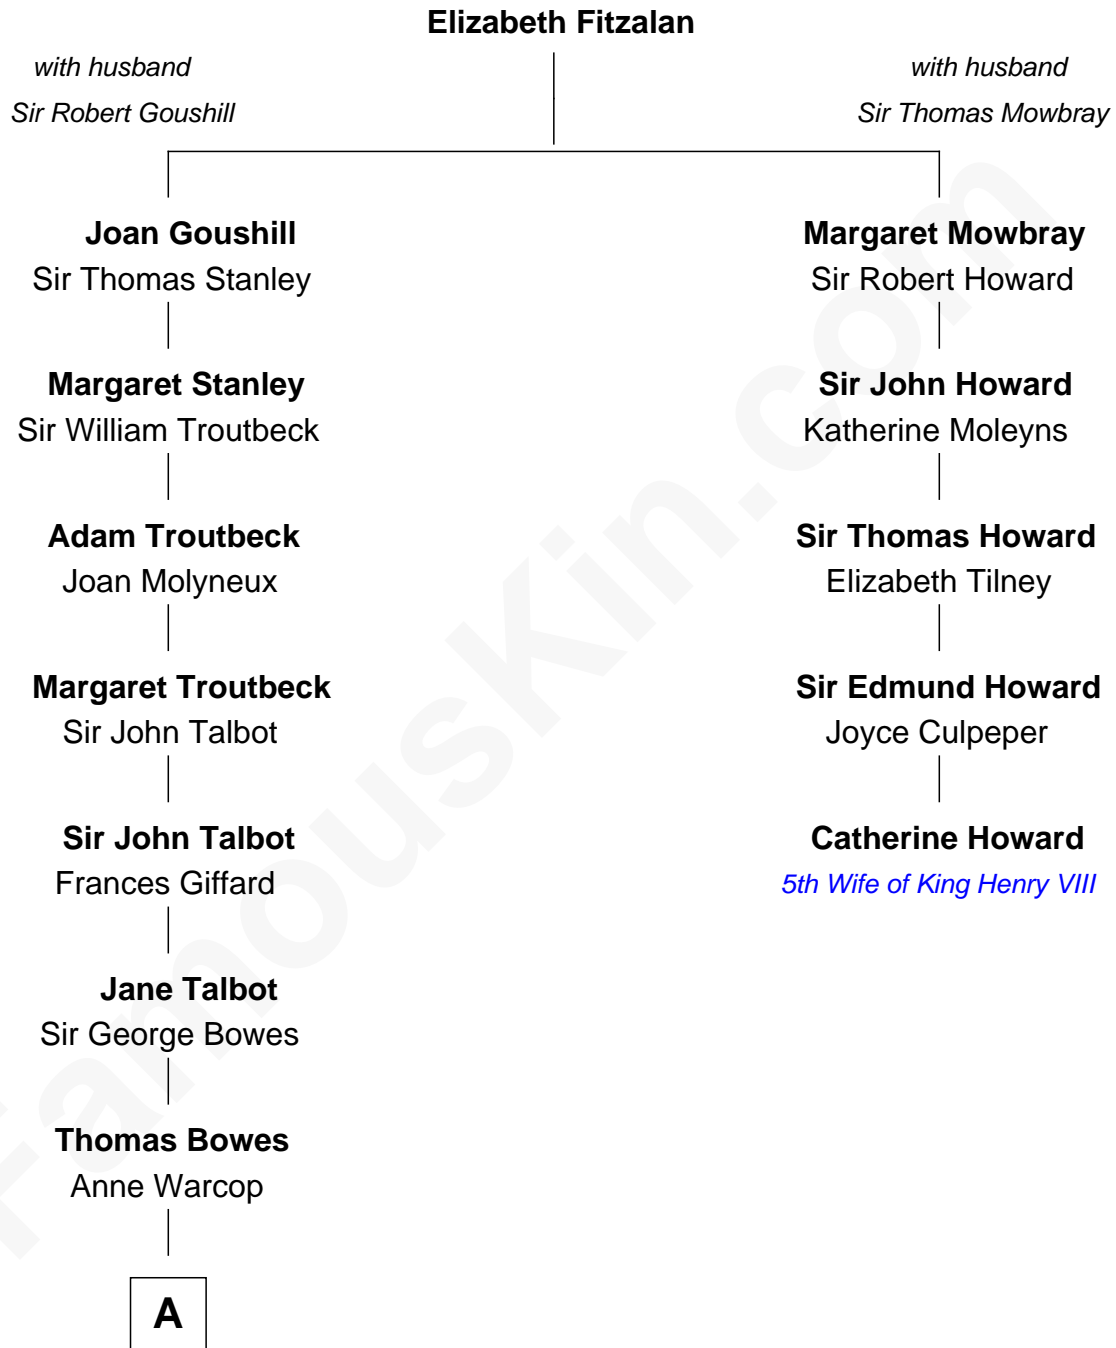 Elizabeth Fitzalan
with husband
Sir Robert Goushill
with husband
Sir Thomas Mowbray
Joan Goushill
Sir Thomas Stanley
Margaret Stanley
Sir William Troutbeck
Adam Troutbeck
Joan Molyneux
Margaret Troutbeck
Sir John Talbot
Sir John Talbot
Frances Giffard
Jane Talbot
Sir George Bowes
Thomas Bowes
Anne Warcop
A
Margaret Mowbray
Sir Robert Howard
Sir John Howard
Katherine Moleyns
Sir Thomas Howard
Elizabeth Tilney
Sir Edmund Howard
Joyce Culpeper
Catherine Howard
5th Wife of King Henry VIII
FamousKin.com